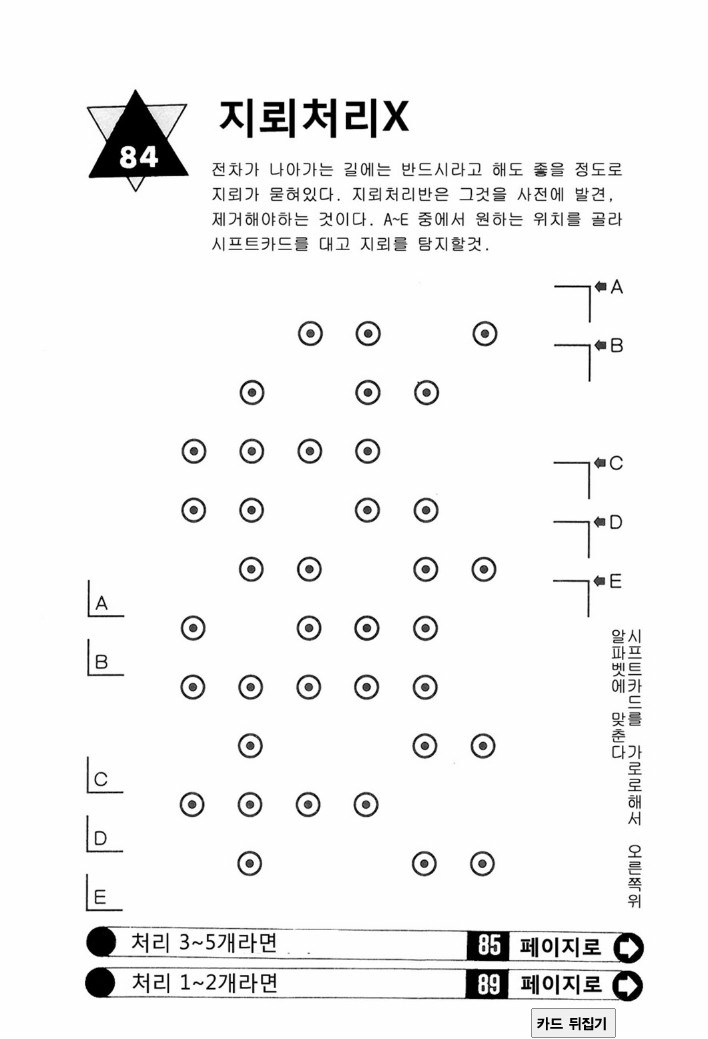 84
지뢰처리X
전차가 나아가는 길에는 반드시라고 해도 좋을 정도로
지뢰가 묻혀있다. 지뢰처리반은 그것을 사전에 발견,
제거해야하는 것이다. A~E 중에서 원하는 위치를 골라
시프트카드를 대고 지뢰를 탐지할것.
A
B
C
D
E
A
B
C
D
E
시프트카드를 가로로해서 오른쪽위
알파벳에 맞춘다
처리 3~5개라면 85 페이지로
처리 1~2개라면 89 페이지로
카드 뒤집기